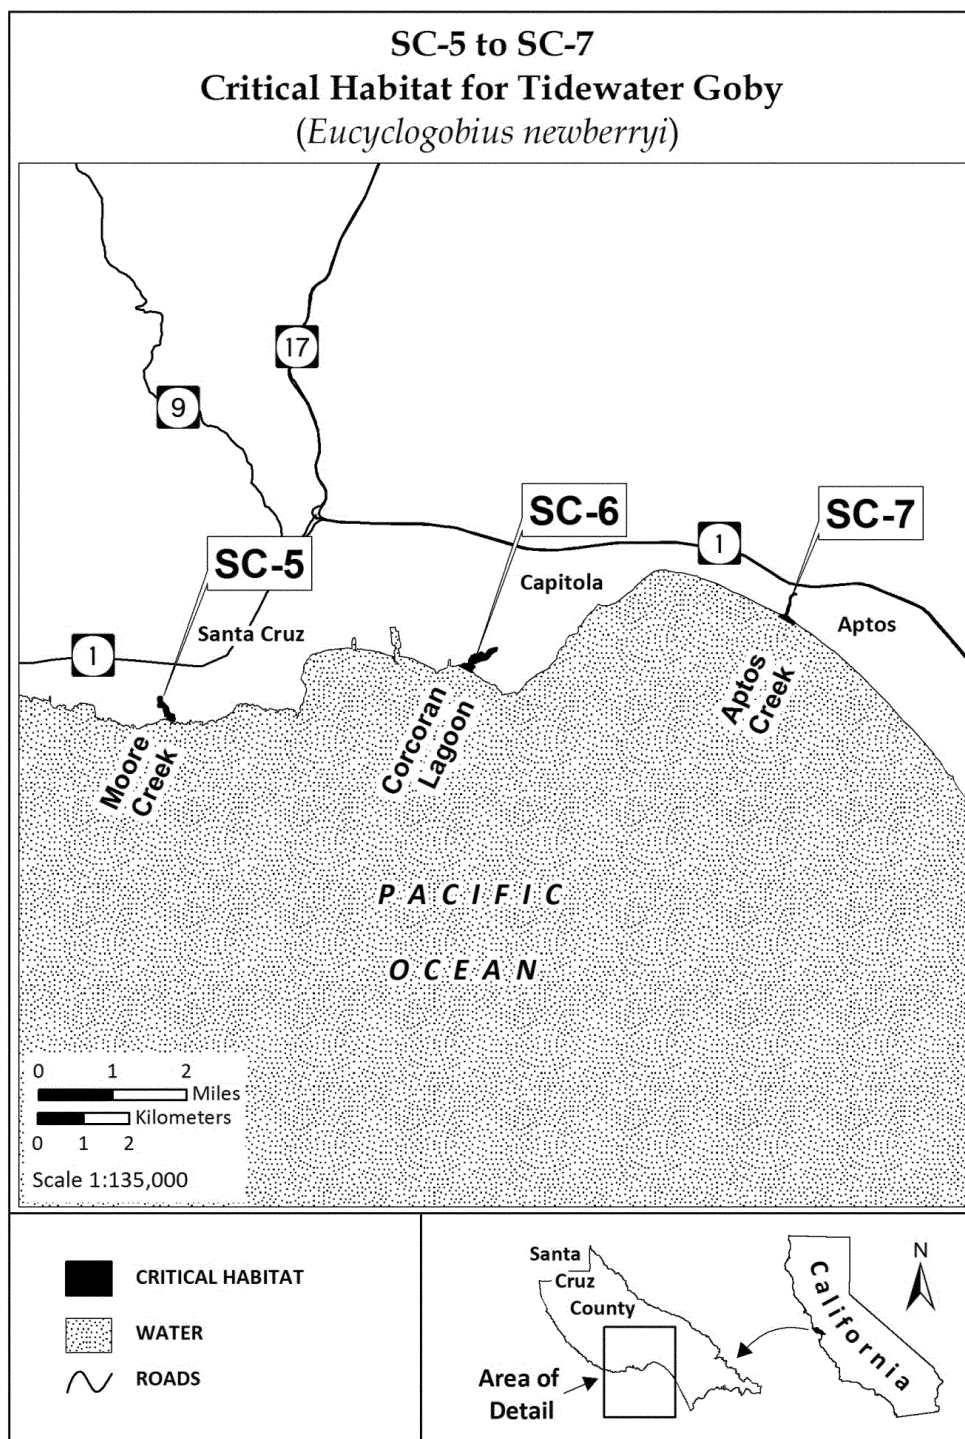 SC-5 to SC-7
Critical Habitat for Tidewater Goby
(Eucyclogobius newberryi)
17
9
SC-6
SC-7
1
SC-5
Capitola
Santa Cruz
Aptos
1
Aptos
Creek
Corcoran
Lagoon
Moore
Creek
PACIFIC
OCEAN
0 1 2
Miles
Kilometers
0 1 2
Scale 1:135,000
CRITICAL HABITAT
WATER
ROADS
Santa
Cruz
County
Area of
Detail
California
N